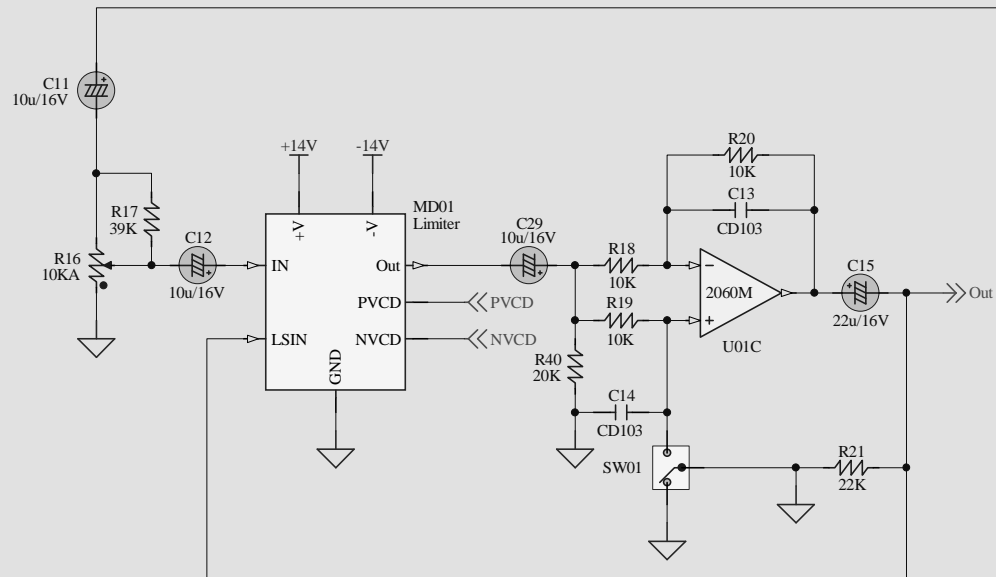 C11
10u/16V
+14V
-14V
R20
10K
C13
CD103
R17
39K
MD01
Limiter
+V
-V
C12
10u/16V
C29
10u/16V
R18
10K
R16
10KA
IN
Out
2060M
−
+
C15
22u/16V
Out
PVCD
PVCD
R19
10K
U01C
LSIN
NVCD
NVCD
GND
R40
20K
C14
CD103
SW01
R21
22K